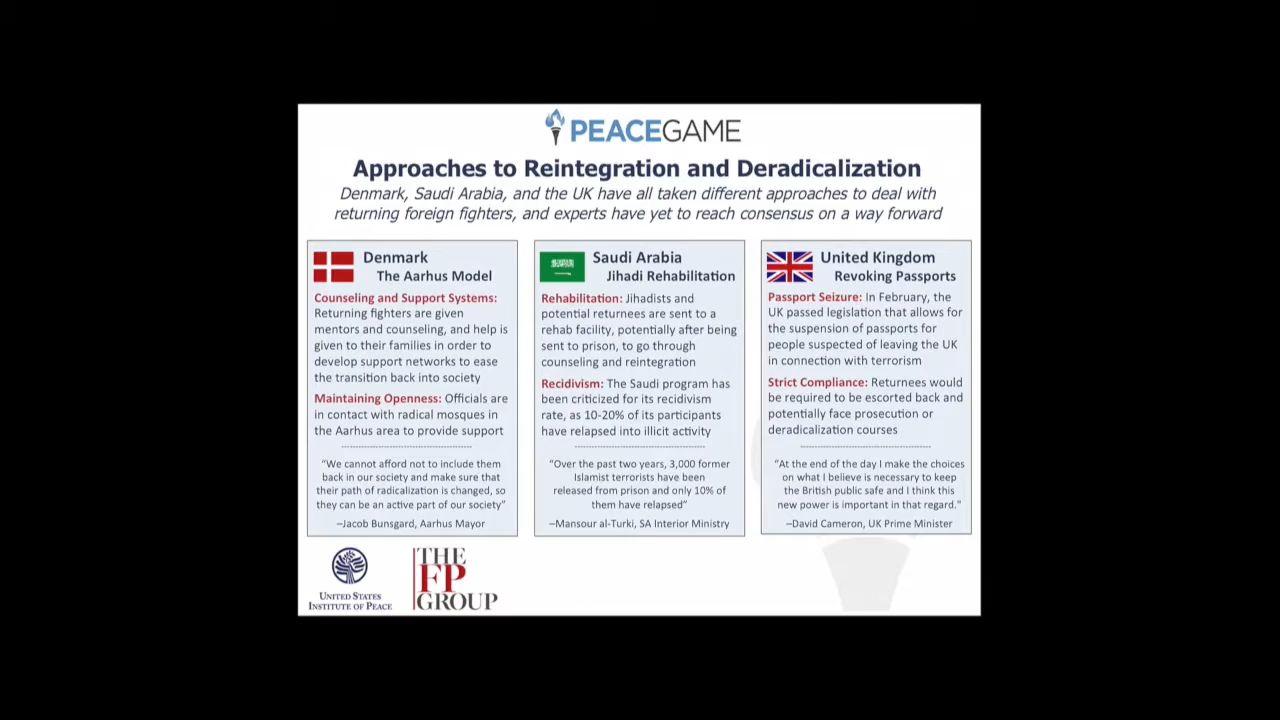 PEACEGAME
Approaches to Reintegration and Deradicalization
Denmark, Saudi Arabia, and the UK have all taken different approaches to deal with
returning foreign fighters, and experts have yet to reach consensus on a way forward
Denmark
The Aarhus Model
Counseling and Support Systems:
Returning fighters are given
mentors and counseling, and help is
given to their families in order to
develop support networks to ease
the transition back into society
Maintaining Openness: Officials are
in contact with radical mosques in
the Aarhus area to provide support
“We cannot afford not to include them
back in our society and make sure that
their path of radicalization is changed, so
they can be an active part of our society”
–Jacob Bunsgard, Aarhus Mayor
Saudi Arabia
Jihadi Rehabilitation
Rehabilitation: Jihadists and
potential returnees are sent to a
rehab facility, potentially after being
sent to prison, to go through
counseling and reintegration
Recidivism: The Saudi program has
been criticized for its recidivism
rate, as 10-20% of its participants
have relapsed into illicit activity
“Over the past two years, 3,000 former
Islamist terrorists have been
released from prison and only 10% of
them have relapsed”
–Mansour al-Turki, SA Interior Ministry
United Kingdom
Revoking Passports
Passport Seizure: In February, the
UK passed legislation that allows for
the suspension of passports for
people suspected of leaving the UK
in connection with terrorism
Strict Compliance: Returnees would
be required to be escorted back and
potentially face prosecution or
deradicalization courses
“At the end of the day I make the choices
on what I believe is necessary to keep
the British public safe and I think this
new power is important in that regard."
–David Cameron, UK Prime Minister
UNITED STATES
INSTITUTE OF PEACE
THE
FP
GROUP